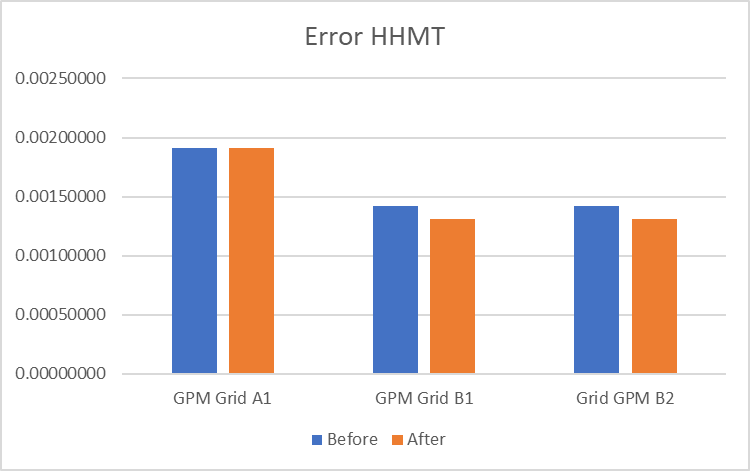 Error HHMT
0.00250000
0.00200000
0.00150000
0.00100000
0.00050000
0.00000000
GPM Grid A1
GPM Grid B1
Grid GPM B2
Before
After